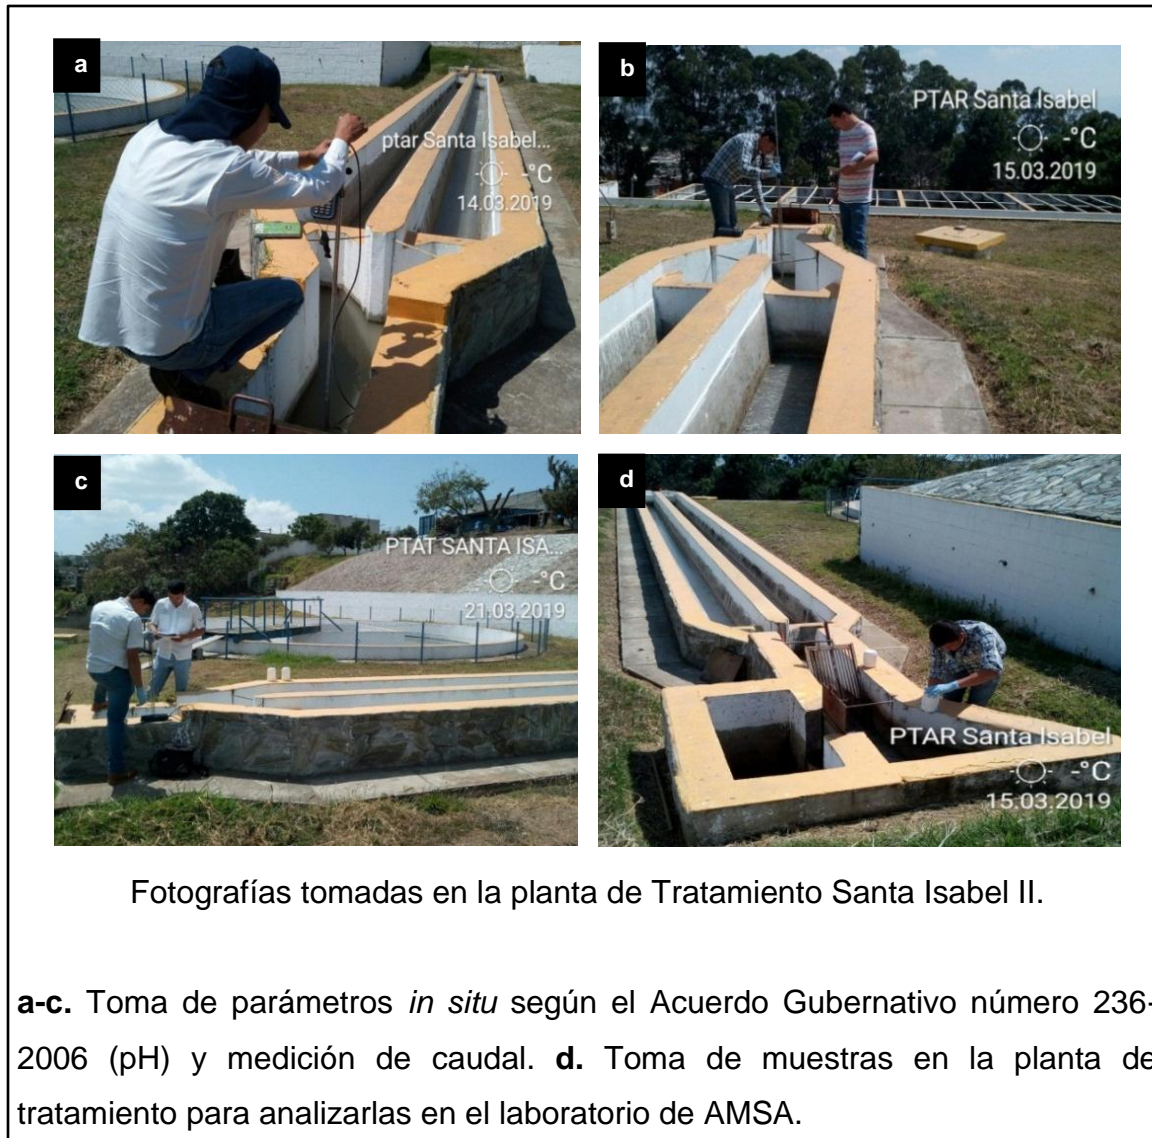 a
ptar Santa Isabel...
-°C
14.03.2019
b
PTAR Santa Isabel
-°C
15.03.2019
c
PTAT SANTA ISA...
-°C
21.03.2019
d
PTAR Santa Isabel
-°C
15.03.2019
Fotografías tomadas en la planta de Tratamiento Santa Isabel II.
a-c. Toma de parámetros in situ según el Acuerdo Gubernativo número 236-
2006 (pH) y medición de caudal. d. Toma de muestras en la planta de
tratamiento para analizarlas en el laboratorio de AMSA.